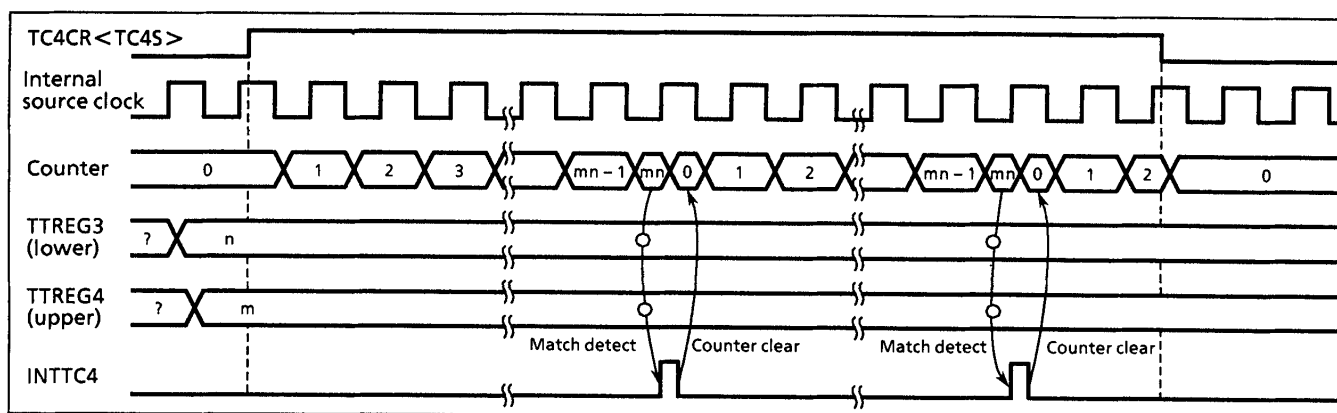 TC4CR<TC4S>
Internal
source clock
Counter 0 1 2 3 mn – 1 mn 0 1 2 mn – 1 mn 0 1 2 0
TTREG3
(lower)
? n
TTREG4
(upper)
? m
Match detect Counter clear Match detect Counter clear
INTTC4